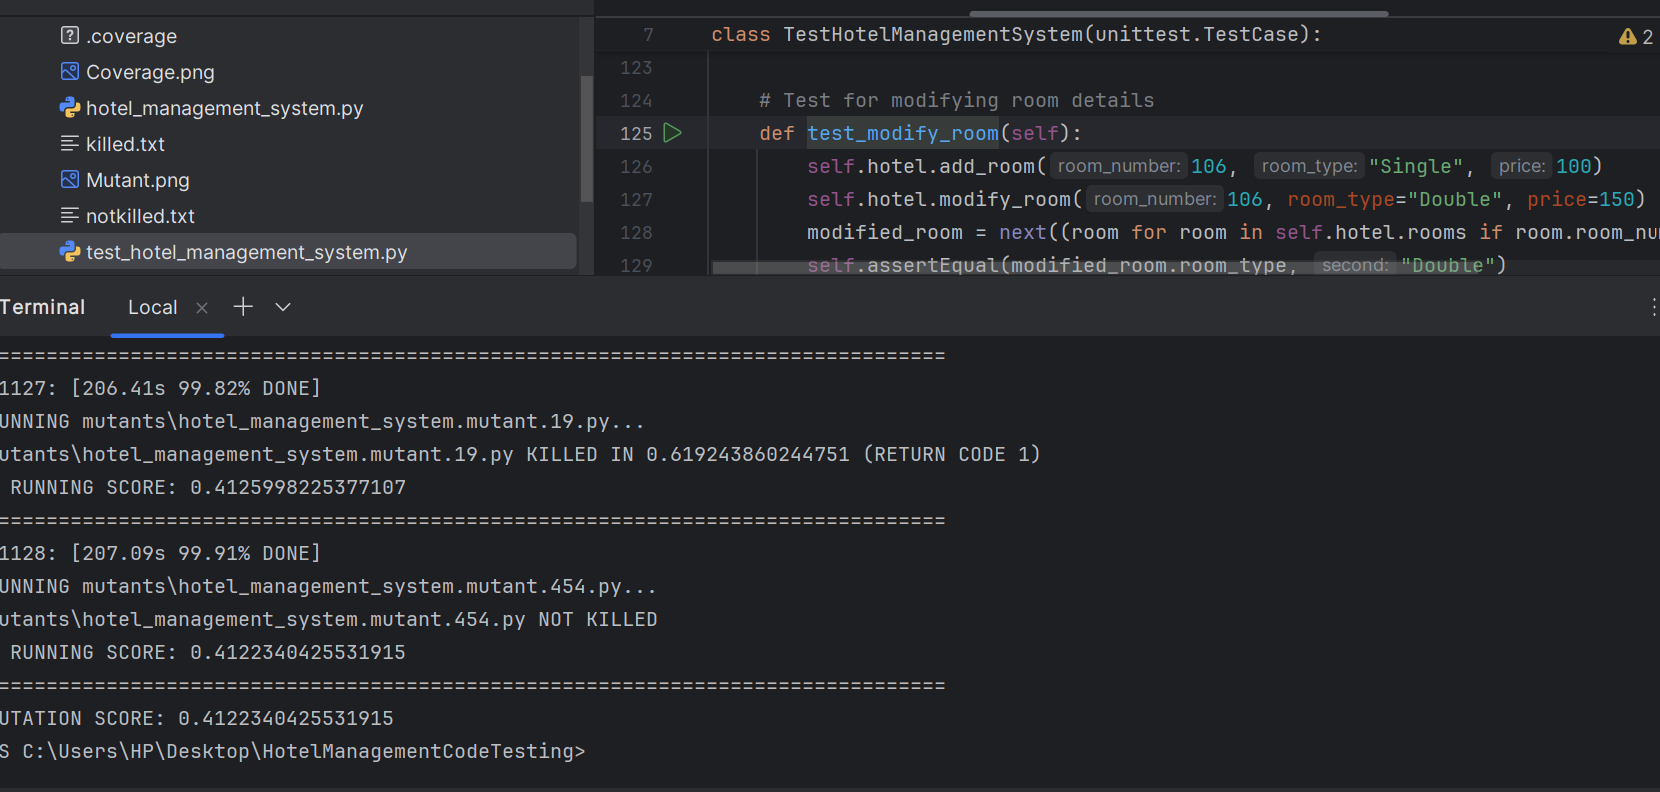 .coverage
Coverage.png
hotel_management_system.py
killed.txt
Mutant.png
notkilled.txt
test_hotel_management_system.py
7 class TestHotelManagementSystem(unittest.TestCase):
2
123
124 # Test for modifying room details
125 def test_modify_room(self):
126 self.hotel.add_room( room_number: 106, room_type: "Single", price: 100)
127 self.hotel.modify_room( room_number: 106, room_type="Double", price=150)
128 modified_room = next((room for room in self.hotel.rooms if room.room_nu
129 self.assertEqual(modified_room.room_type, second: "Double")
Terminal Local
==============================================================================
1127: [206.41s 99.82% DONE]
UNNING mutants\hotel_management_system.mutant.19.py...
utants\hotel_management_system.mutant.19.py KILLED IN 0.619243860244751 (RETURN CODE 1)
RUNNING SCORE: 0.4125998225377107
==============================================================================
1128: [207.09s 99.91% DONE]
UNNING mutants\hotel_management_system.mutant.454.py...
utants\hotel_management_system.mutant.454.py NOT KILLED
RUNNING SCORE: 0.4122340425531915
==============================================================================
UTATION SCORE: 0.4122340425531915
S C:\Users\HP\Desktop\HotelManagementCodeTesting>